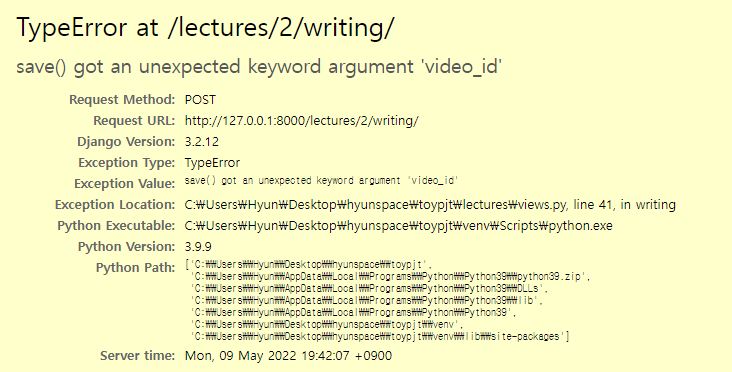 TypeError at /lectures/2/writing/
save() got an unexpected keyword argument 'video_id'
Request Method: POST
Request URL: http://127.0.0.1:8000/lectures/2/writing/
Django Version: 3.2.12
Exception Type: TypeError
Exception Value: save() got an unexpected keyword argument 'video_id'
Exception Location: C:₩Users₩Hyun₩Desktop₩hyunspace₩toypjt₩lectures₩views.py, line 41, in writing
Python Executable: C:₩Users₩Hyun₩Desktop₩hyunspace₩toypjt₩venv₩Scripts₩python.exe
Python Version: 3.9.9
Python Path: ['C:₩₩Users₩₩Hyun₩₩Desktop₩₩hyunspace₩₩toypjt',
'C:₩₩Users₩₩Hyun₩₩AppData₩₩Local₩₩Programs₩₩Python₩₩Python39₩₩python39.zip',
'C:₩₩Users₩₩Hyun₩₩AppData₩₩Local₩₩Programs₩₩Python₩₩Python39₩₩DLLs',
'C:₩₩Users₩₩Hyun₩₩AppData₩₩Local₩₩Programs₩₩Python₩₩Python39₩₩lib',
'C:₩₩Users₩₩Hyun₩₩AppData₩₩Local₩₩Programs₩₩Python₩₩Python39',
'C:₩₩Users₩₩Hyun₩₩Desktop₩₩hyunspace₩₩toypjt₩₩venv',
'C:₩₩Users₩₩Hyun₩₩Desktop₩₩hyunspace₩₩toypjt₩₩venv₩₩lib₩₩site-packages']
Server time: Mon, 09 May 2022 19:42:07 +0900